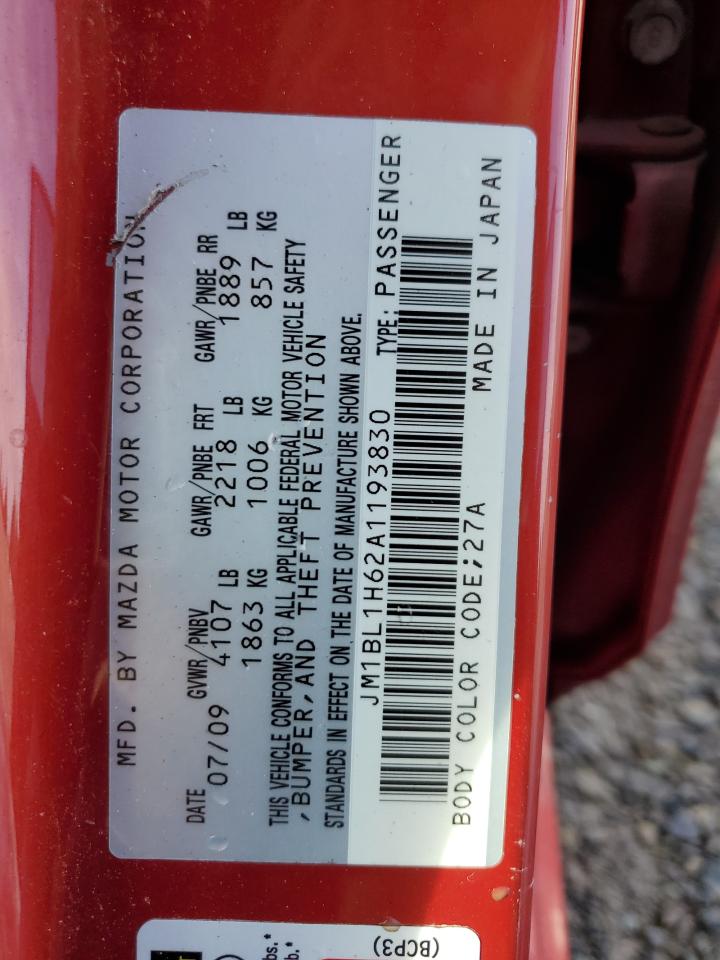 MFD. BY MAZDA MOTOR CORPORATION
DATE GVWR/PNBV GAWR/PNBE FRT GAWR/PNBE RR
07/09 4107 LB 2218 LB 1889 LB
1863 KG 1006 KG 857 KG
THIS VEHICLE CONFORMS TO ALL APPLICABLE FEDERAL MOTOR VEHICLE SAFETY
,BUMPER,AND THEFT PREVENTION
STANDARDS IN EFFECT ON THE DATE OF MANUFACTURE SHOWN ABOVE.
JM1BL1H62A1193830 TYPE: PASSENGER
BODY COLOR CODE;27A MADE IN JAPAN
(BCP3)